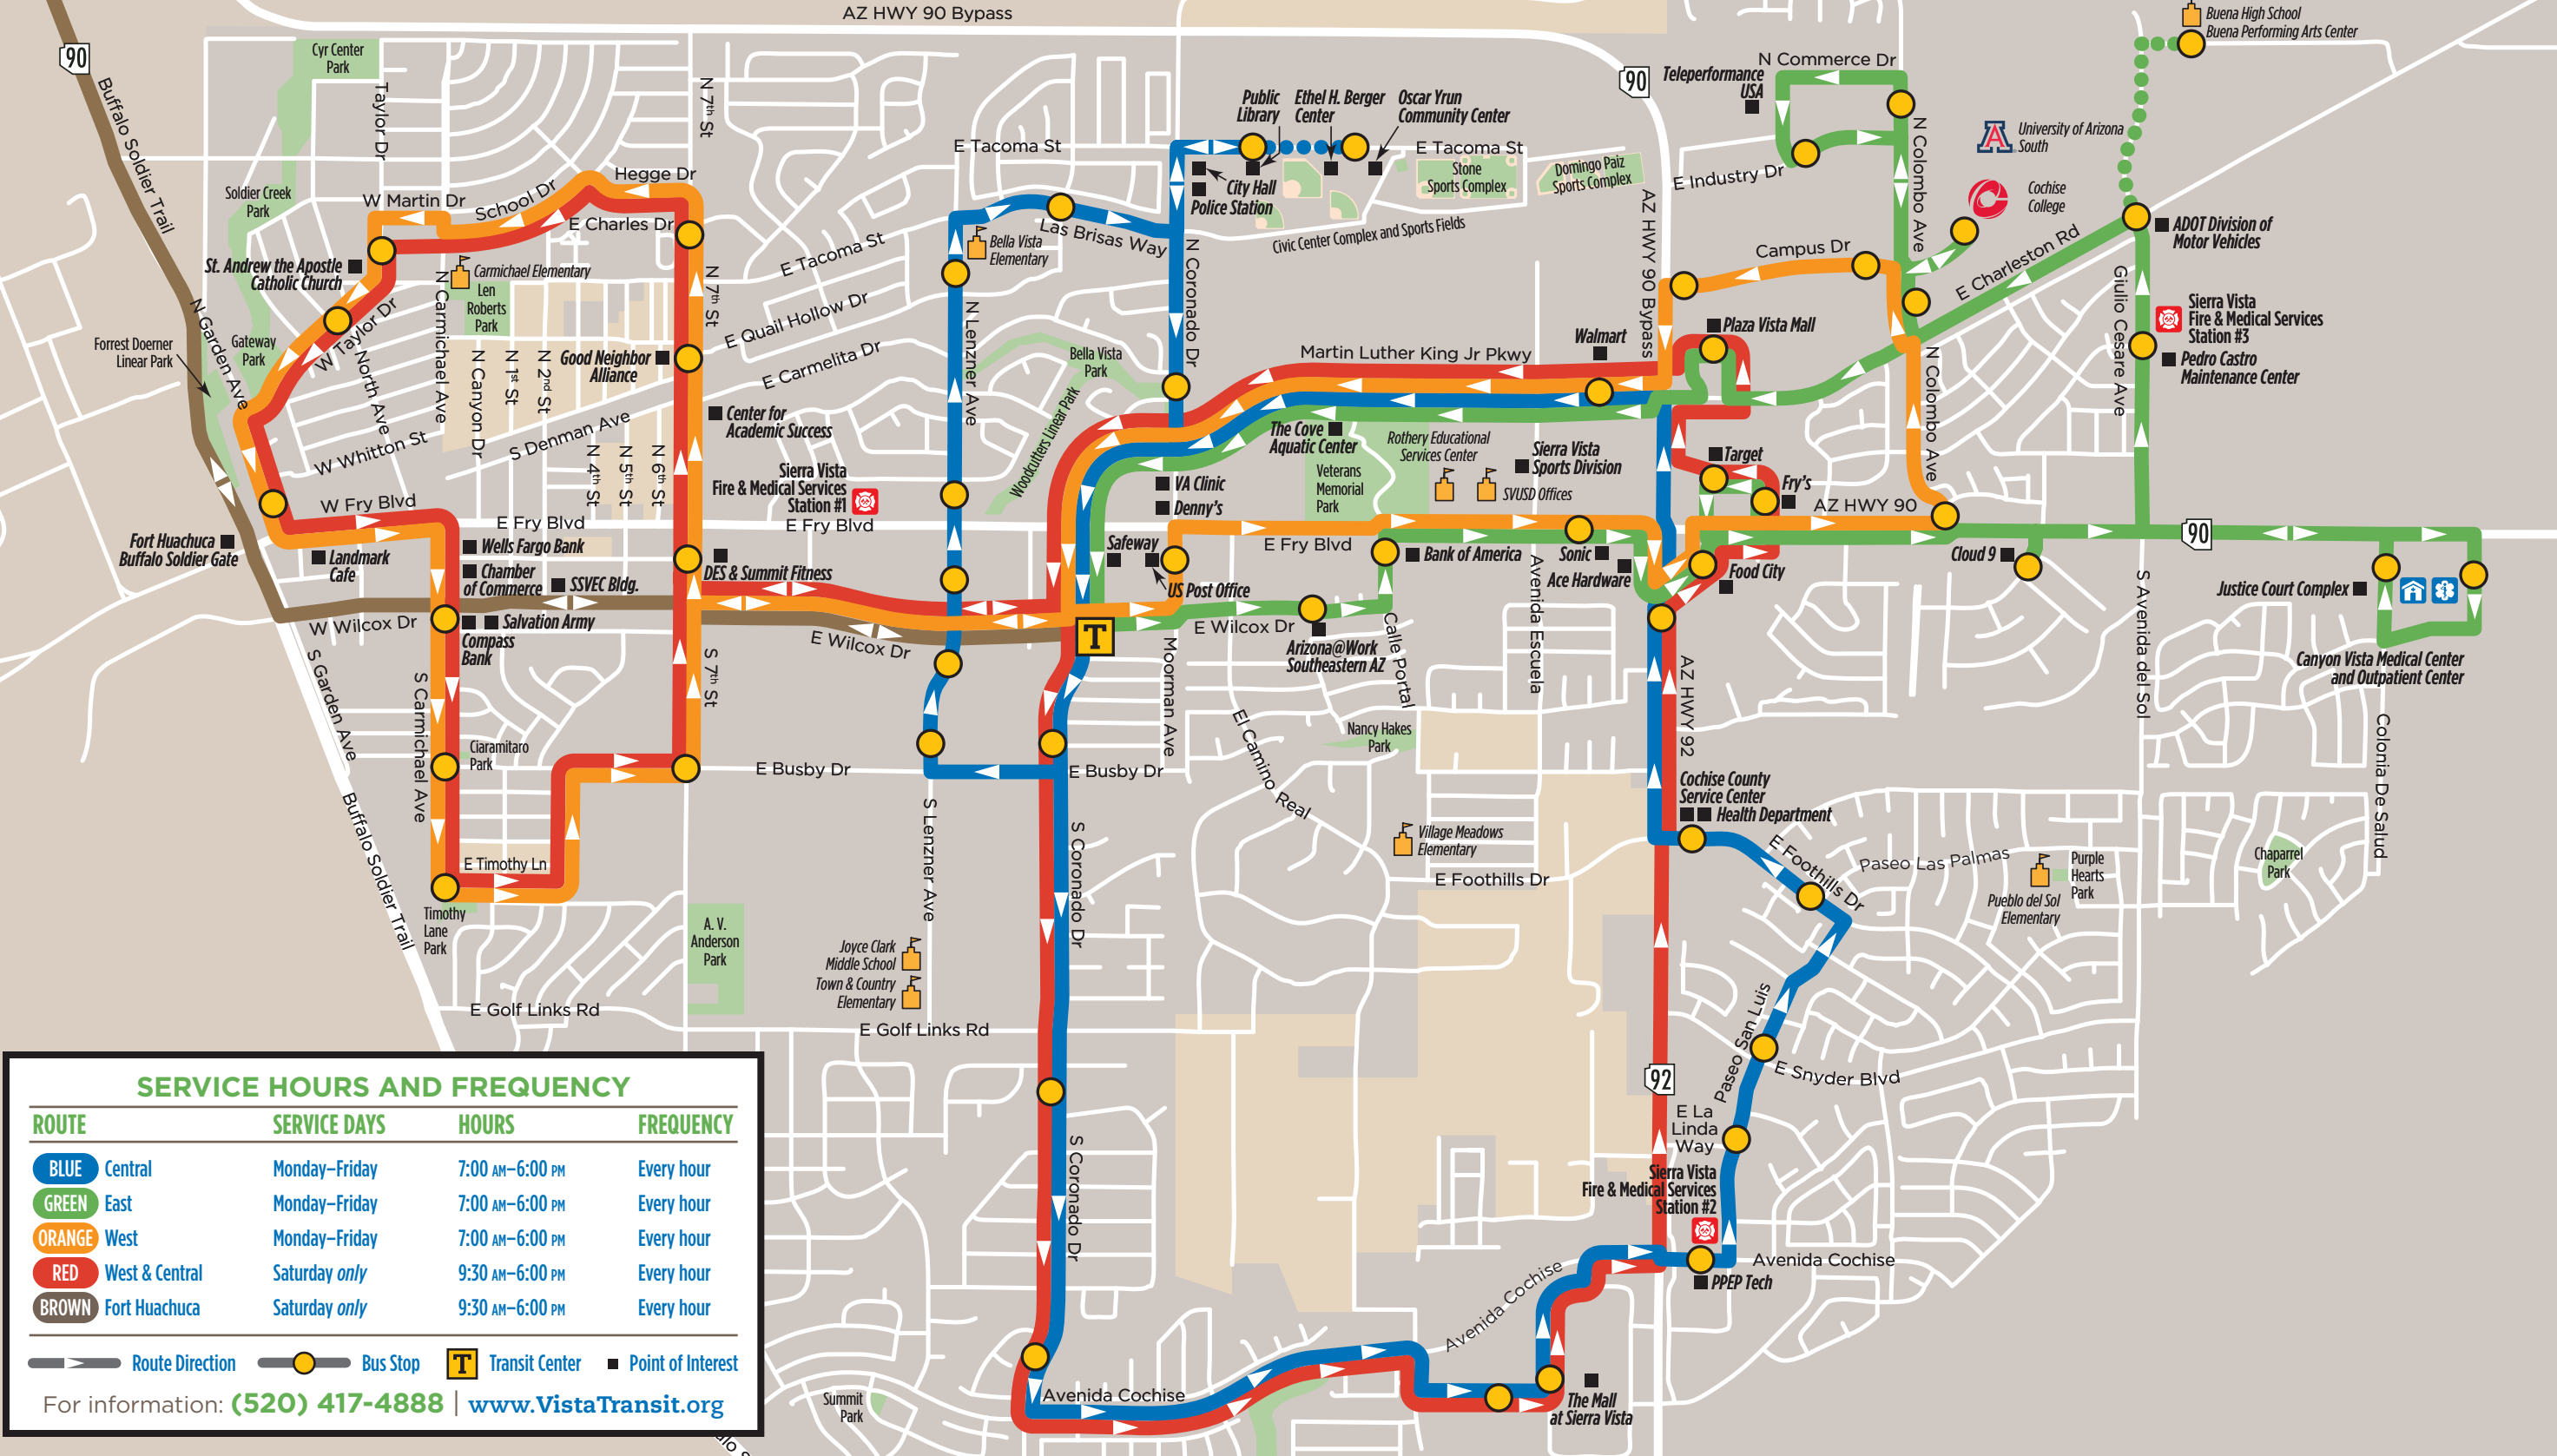 AZ HWY 90 Bypass
Buena High School
Buena Performing Arts Center
90
Cyr Center
Park
Buffalo Soldier Trail
Taylor Dr
N 7th St
90
N Commerce Dr
Teleperformance
USA
Public
Library
Ethel H. Berger
Center
Oscar Yrun
Community Center
E Tacoma St
E Tacoma St
N Colombo Ave
University of Arizona
South
Stone
Sports Complex
Domingo Paiz
Sports Complex
E Industry Dr
Hegge Dr
Soldier Creek
Park
W Martin Dr
School Dr
E Charles Dr
City Hall
Police Station
Cochise
College
AZ HWY 90 Bypass
Las Brisas Way
Bella Vista
Elementary
Civic Center Complex and Sports Fields
ADOT Division of
Motor Vehicles
E Tacoma St
N Coronado Dr
Campus Dr
E Charleston Rd
St. Andrew the Apostle
Catholic Church
Carmichael Elementary
Len
Roberts
Park
N 7th St
N Garden Ave
W Taylor Dr
N Carmichael Ave
E Quail Hollow Dr
N Lenzner Ave
Giulio Cesare Ave
Sierra Vista
Fire & Medical Services
Station #3
Forrest Doerner
Linear Park
Gateway
Park
North Ave
N Canyon Dr
N 1st St
N 2nd St
Good Neighbor
Alliance
E Carmelita Dr
Bella Vista
Park
Martin Luther King Jr Pkwy
Walmart
Plaza Vista Mall
N Colombo Ave
Pedro Castro
Maintenance Center
Woodcutters Linear Park
Center for
Academic Success
S Denman Ave
W Whitton St
The Cove
Aquatic Center
Rothery Educational
Services Center
Sierra Vista
Sports Division
Target
Fry's
N 4th St
N 5th St
N 6th St
Sierra Vista
Fire & Medical Services
Station #1
VA Clinic
Denny's
Veterans
Memorial
Park
SVUSD Offices
AZ HWY 90
W Fry Blvd
E Fry Blvd
E Fry Blvd
E Fry Blvd
90
Fort Huachuca
Buffalo Soldier Gate
Landmark
Cafe
Wells Fargo Bank
Chamber
of Commerce
SSVEC Bldg.
DES & Summit Fitness
Safeway
US Post Office
Bank of America
Sonic
Ace Hardware
Food City
Cloud 9
Justice Court Complex
W Wilcox Dr
Salvation Army
Compass
Bank
E Wilcox Dr
T
E Wilcox Dr
Arizona@Work
Southeastern AZ
Calle Portal
Avenida Escuela
S Avenida del Sol
Canyon Vista Medical Center
and Outpatient Center
S Garden Ave
S Carmichael Ave
S 7th St
Moorman Ave
El Camino Real
AZ HWY 92
Colonia De Salud
Ciaramitaro
Park
Nancy Hakes
Park
E Busby Dr
E Busby Dr
Cochise County
Service Center
Health Department
Buffalo Soldier Trail
S Lenzner Ave
S Coronado Dr
Village Meadows
Elementary
E Foothills Dr
E Foothills Dr
Paseo Las Palmas
Purple
Hearts
Park
Pueblo del Sol
Elementary
Chaparrel
Park
E Timothy Ln
Timothy
Lane
Park
A. V.
Anderson
Park
Joyce Clark
Middle School
Town & Country
Elementary
E Golf Links Rd
E Golf Links Rd
Paseo San Luis
E Snyder Blvd
92
E La
Linda
Way
S Coronado Dr
Sierra Vista
Fire & Medical Services
Station #2
Avenida Cochise
PPEP Tech
Avenida Cochise
Avenida Cochise
Summit
Park
The Mall
at Sierra Vista
SERVICE HOURS AND FREQUENCY
ROUTE SERVICE DAYS HOURS FREQUENCY
BLUE Central Monday–Friday 7:00 AM–6:00 PM Every hour
GREEN East Monday–Friday 7:00 AM–6:00 PM Every hour
ORANGE West Monday–Friday 7:00 AM–6:00 PM Every hour
RED West & Central Saturday only 9:30 AM–6:00 PM Every hour
BROWN Fort Huachuca Saturday only 9:30 AM–6:00 PM Every hour
Route Direction Bus Stop T Transit Center Point of Interest
For information: (520) 417-4888 | www.VistaTransit.org